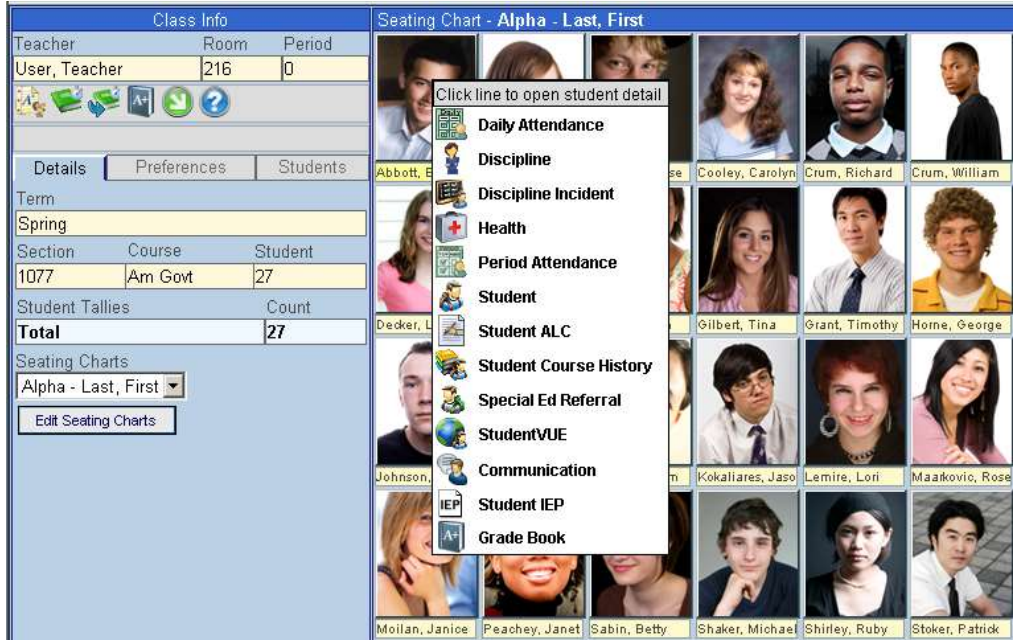 Class Info
Teacher Room Period
User, Teacher 216 0
A+
Details Preferences Students
Term
Spring
Section Course Student
1077 Am Govt 27
Student Tallies Count
Total 27
Seating Charts
Alpha - Last, First
Edit Seating Charts
Seating Chart - Alpha - Last, First
Click line to open student detail
Daily Attendance
Discipline
Discipline Incident
Health
Period Attendance
Student
Student ALC
Student Course History
Special Ed Referral
StudentVUE
Communication
IEP Student IEP
A+ Grade Book
Abbott, Cooley, Carolyn Crum, Richard Crum, William
Decker, Gilbert, Tina Grant, Timothy Horne, George
Johnson, Kokaliares, Jaso Lemire, Lori Maarkovic, Rose
Moilan, Janice Peachey, Janet Sabin, Betty Shaker, Michael Shirley, Ruby Stoker, Patrick